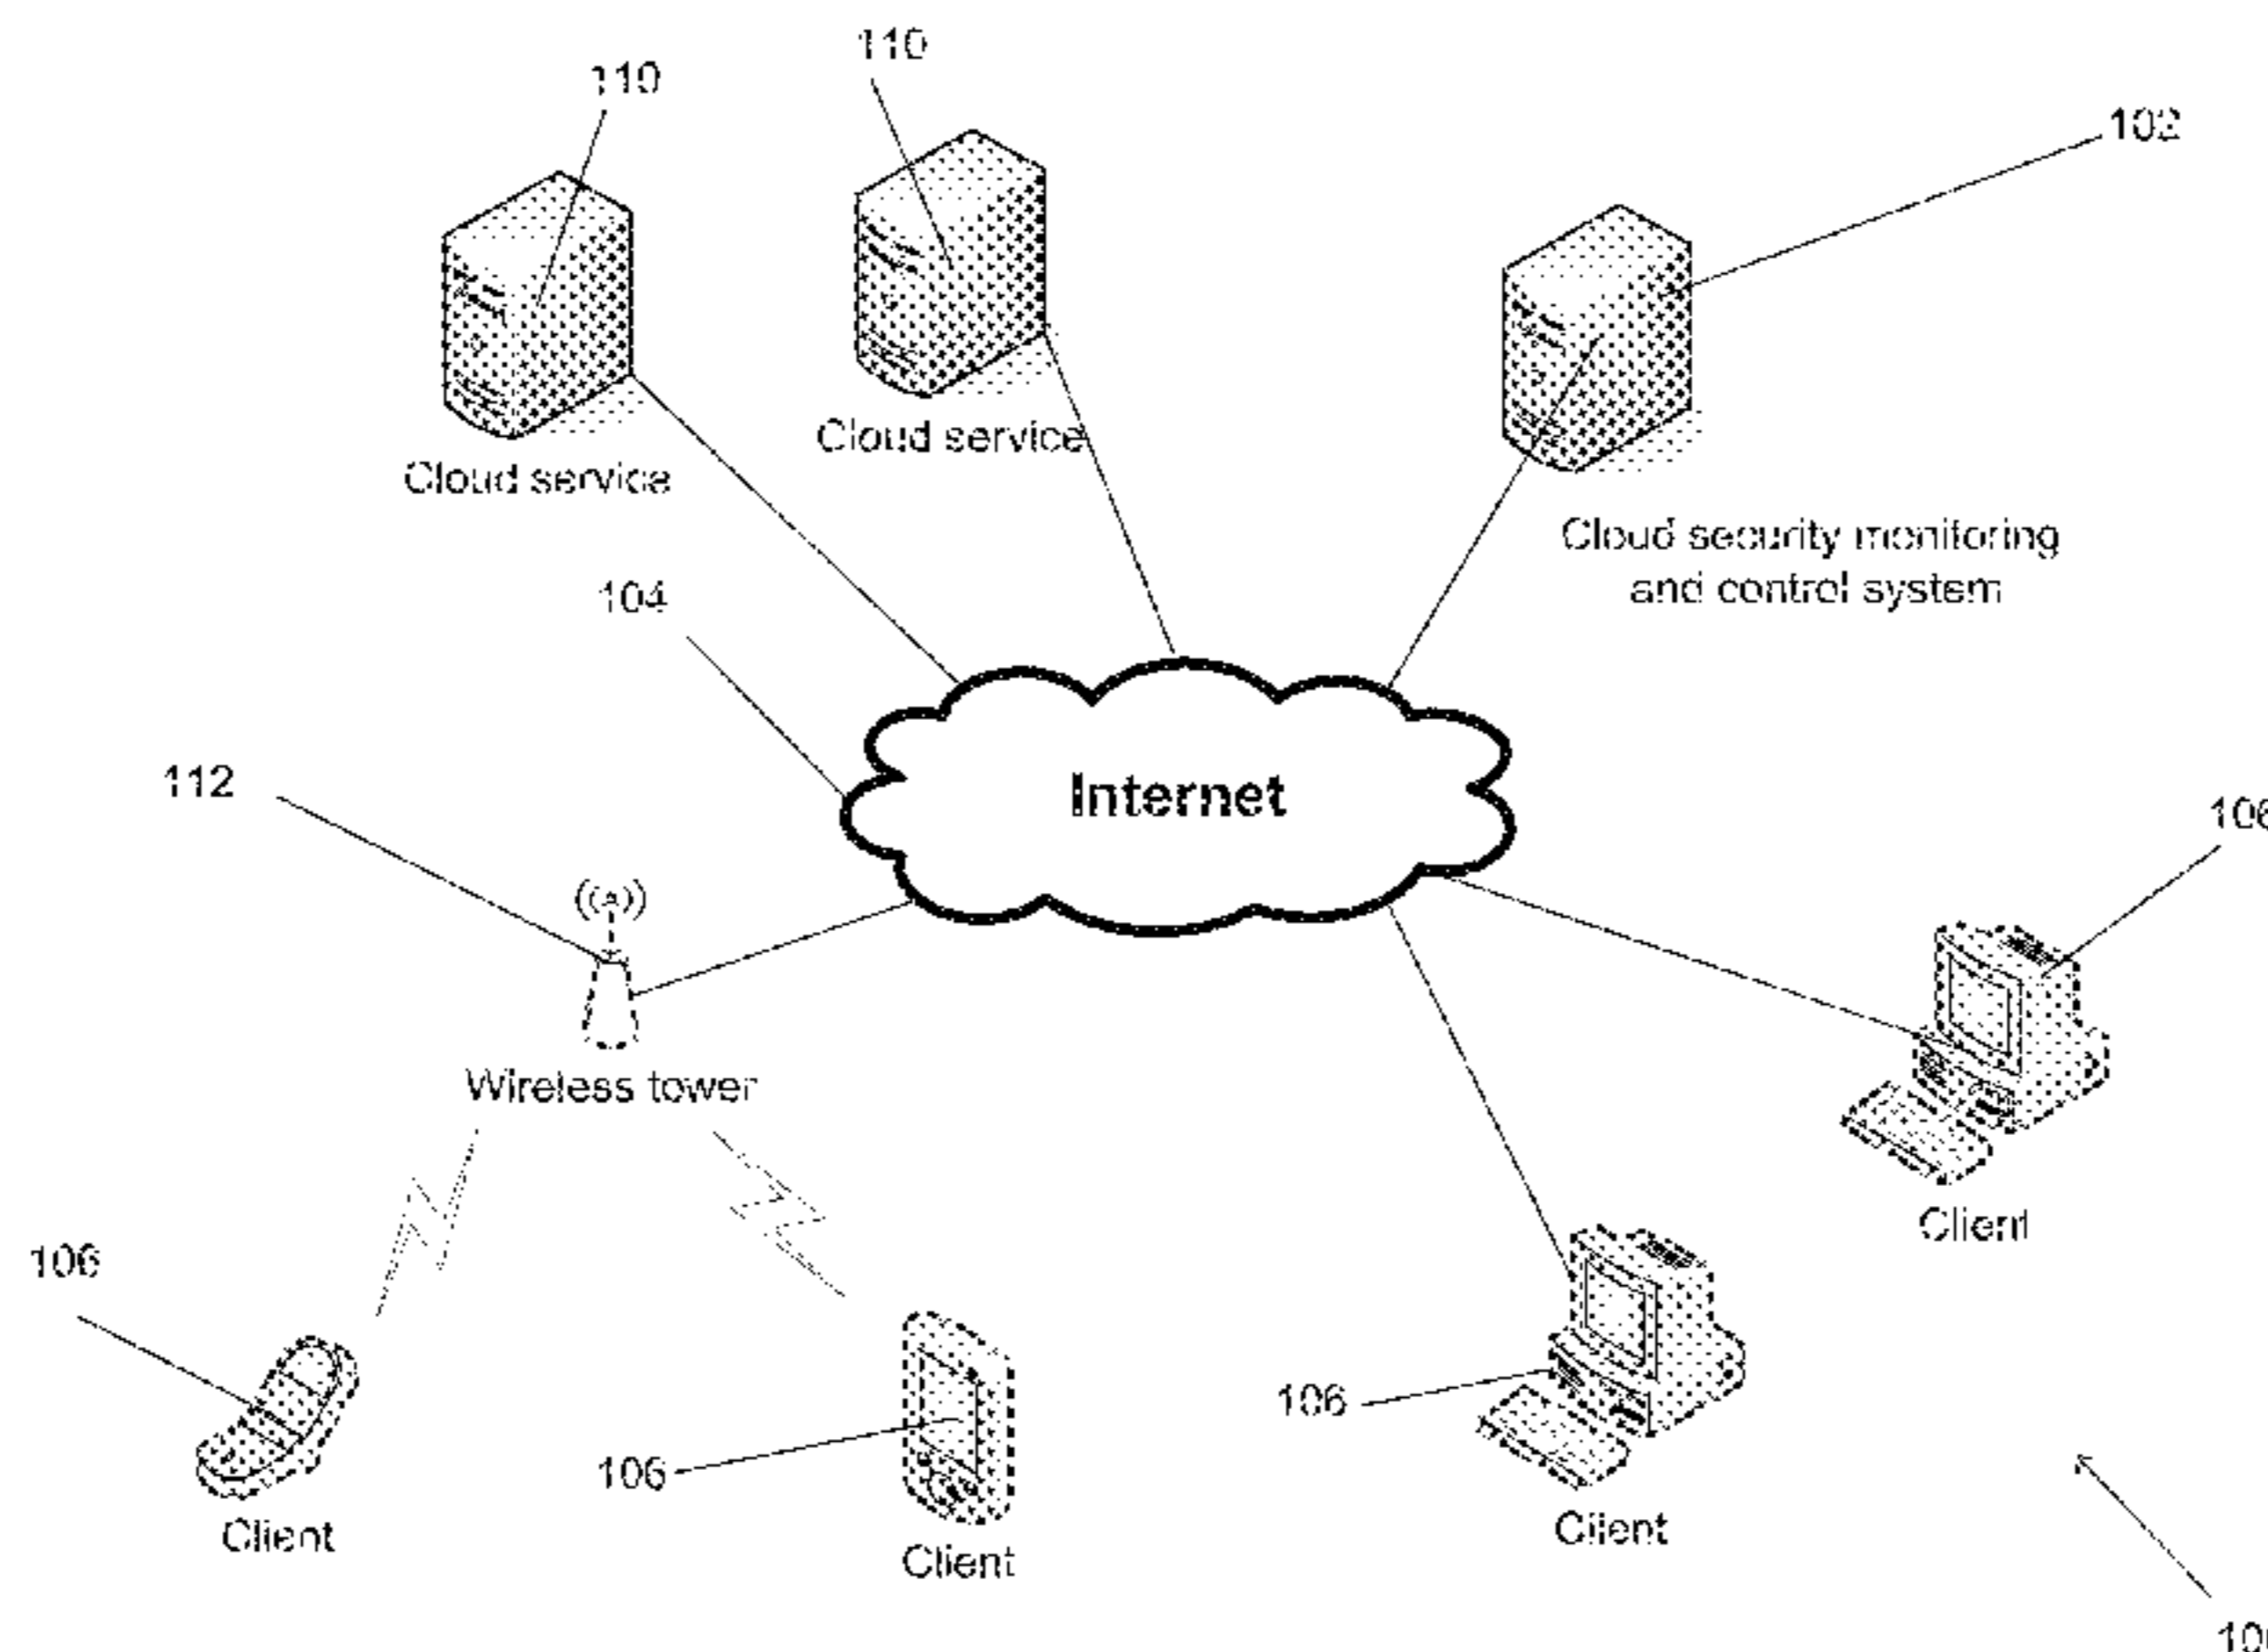 110
110
102
Cloud service
Cloud service
Cloud security monitoring
and control system
104
Internet
112
106
Wireless tower
Client
106
106
106
Client
Client
Client